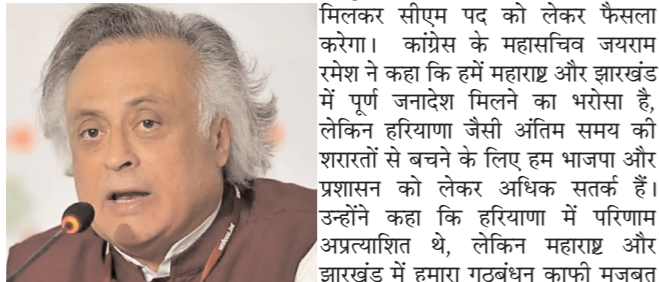 मिलकर सीएम पद को लेकर फैसला
करेगा। कांग्रेस के महासचिव जयराम
रमेश ने कहा कि हमें महाराष्ट्र और झारखंड
में पूर्ण जनादेश मिलने का भरोसा है,
लेकिन हरियाणा जैसी अंतिम समय की
शरारतों से बचने के लिए हम भाजपा और
प्रशासन को लेकर अधिक सतर्क हैं।
उन्होंने कहा कि हरियाणा में परिणाम
अप्रत्याशित थे, लेकिन महाराष्ट्र और
झारखंड में हमारा गठबंधन काफी मजबूत